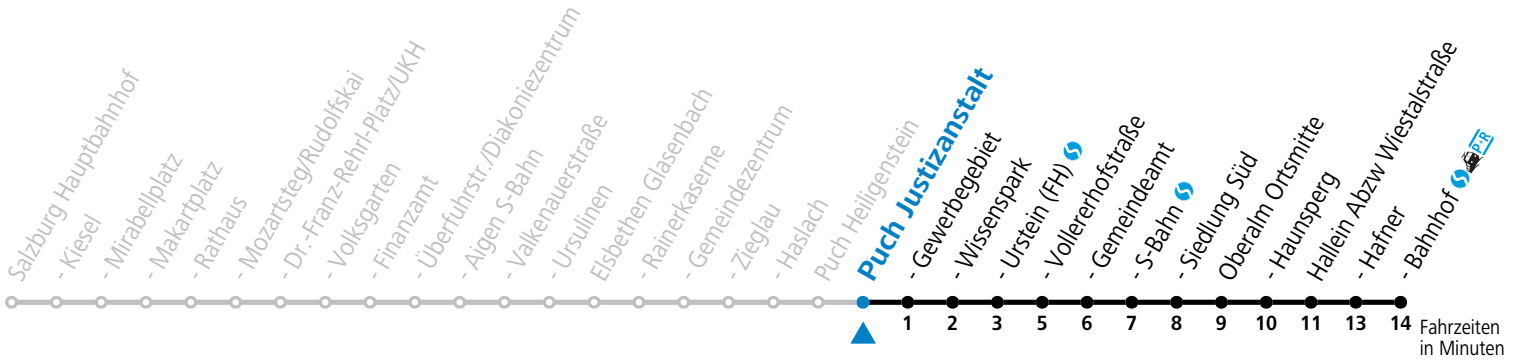 Salzburg Hauptbahnhof
- Kiesel
- Mirabellplatz
- Makartplatz
- Rathaus
- Mozartsteg/Rudolfskai
- Dr.-Franz-Rehrl-Platz/UKH
- Volksgarten
- Finanzamt
- Überfuhrstr./Diakoniezentrum
- Aigen S-Bahn
- Valkenauerstraße
- Ursulinen
Elsbethen Glasenbach
- Rainerkaserne
- Gemeindezentrum
- Zieglau
- Haslach
Puch Heiligenstein
Puch Justizanstalt
- Gewerbegebiet
- Wissenspark
- Urstein (FH)
- Vollererhofstraße
- Gemeindeamt
- S-Bahn
- Siedlung Süd
Oberalm Ortsmitte
- Haunsperg
Hallein Abzw Wiestalstraße
- Hafner
- Bahnhof
P+R
1 2 3 5 6 7 8 9 10 11 13 14
Fahrzeiten
in Minuten